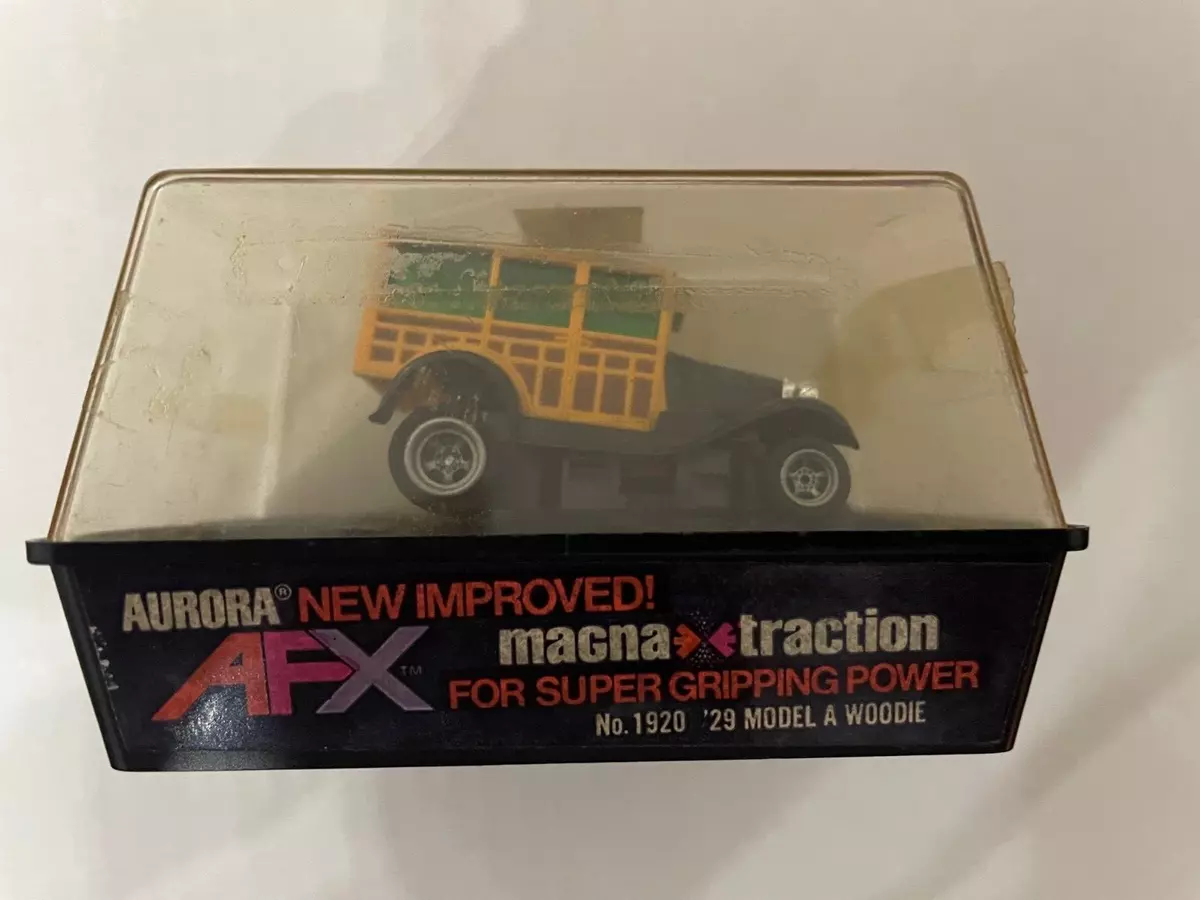 AURORA® NEW IMPROVED!
AFX™ magna traction
FOR SUPER GRIPPING POWER
No. 1920 '29 MODEL A WOODIE